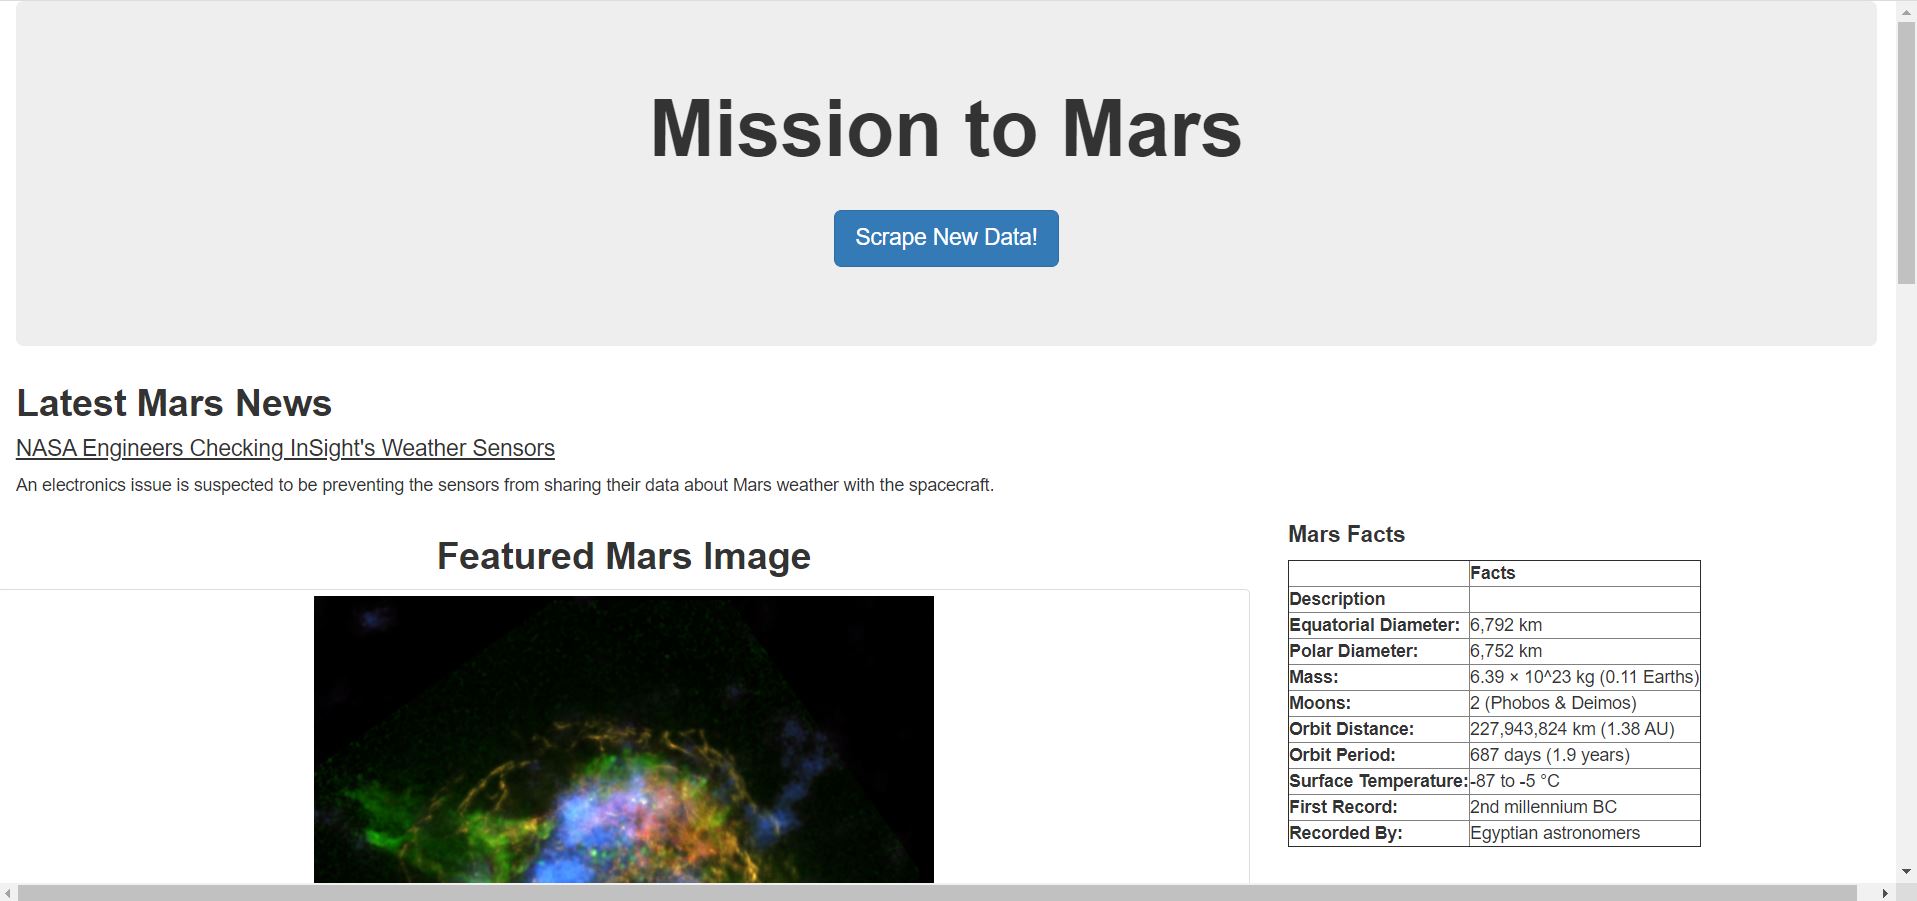 Mission to Mars
Scrape New Data!
Latest Mars News
NASA Engineers Checking InSight's Weather Sensors
An electronics issue is suspected to be preventing the sensors from sharing their data about Mars weather with the spacecraft.
Featured Mars Image
Mars Facts
Facts
Description
Equatorial Diameter: 6,792 km
Polar Diameter: 6,752 km
Mass: 6.39 × 10^23 kg (0.11 Earths)
Moons: 2 (Phobos & Deimos)
Orbit Distance: 227,943,824 km (1.38 AU)
Orbit Period: 687 days (1.9 years)
Surface Temperature: -87 to -5 °C
First Record: 2nd millennium BC
Recorded By: Egyptian astronomers